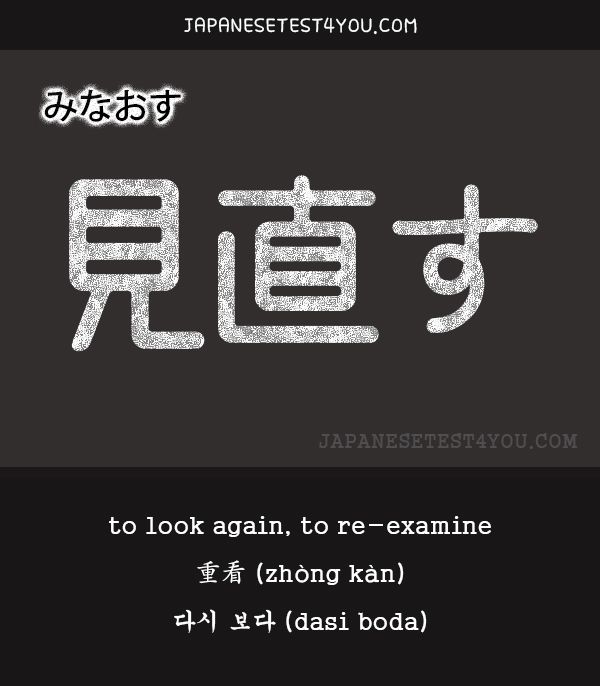 JAPANESETEST4YOU.COM
みなおす
見直す
JAPANESETEST4YOU.COM
to look again, to re-examine
重看 (zhòng kàn)
다시 보다 (dasi boda)